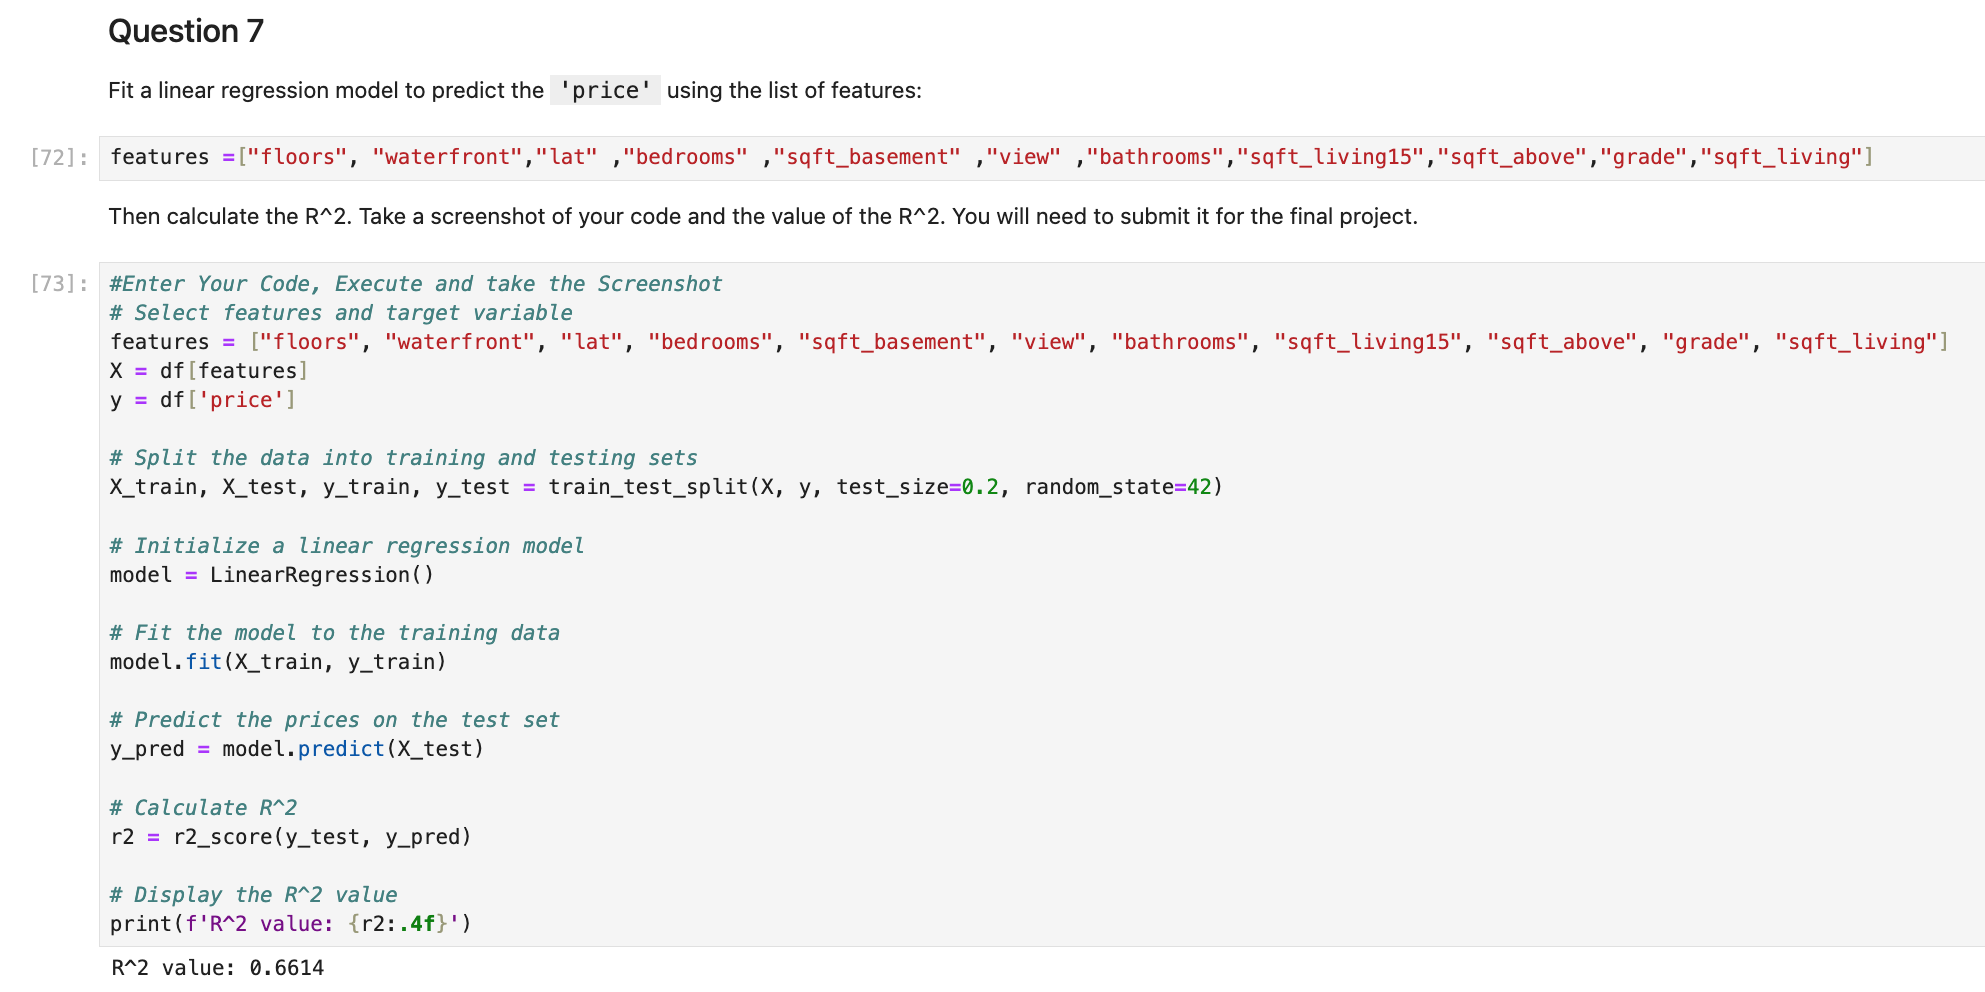 Question 7
Fit a linear regression model to predict the 'price' using the list of features:
[72]: features =["floors", "waterfront","lat" ,"bedrooms" ,"sqft_basement" ,"view" ,"bathrooms","sqft_living15","sqft_above","grade","sqft_living"]
Then calculate the R^2. Take a screenshot of your code and the value of the R^2. You will need to submit it for the final project.
[73]: #Enter Your Code, Execute and take the Screenshot
# Select features and target variable
features = ["floors", "waterfront", "lat", "bedrooms", "sqft_basement", "view", "bathrooms", "sqft_living15", "sqft_above", "grade", "sqft_living"]
X = df[features]
y = df['price']
# Split the data into training and testing sets
X_train, X_test, y_train, y_test = train_test_split(X, y, test_size=0.2, random_state=42)
# Initialize a linear regression model
model = LinearRegression()
# Fit the model to the training data
model.fit(X_train, y_train)
# Predict the prices on the test set
y_pred = model.predict(X_test)
# Calculate R^2
r2 = r2_score(y_test, y_pred)
# Display the R^2 value
print(f'R^2 value: {r2:.4f}')
R^2 value: 0.6614